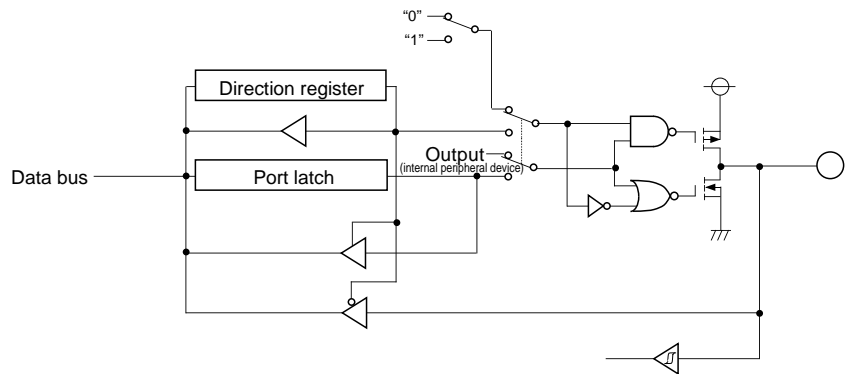 “0”
“1”
Direction register
Output
(internal peripheral device)
Data bus
Port latch